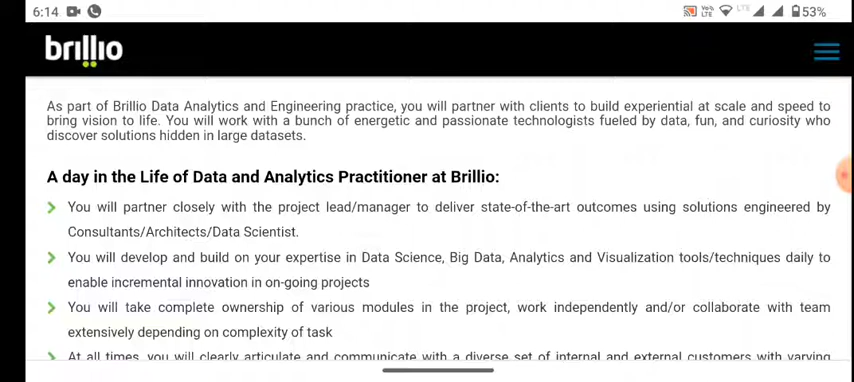 6:14
Vo)) LTE LTE 53%
brillio
As part of Brillio Data Analytics and Engineering practice, you will partner with clients to build experiential at scale and speed to
bring vision to life. You will work with a bunch of energetic and passionate technologists fueled by data, fun, and curiosity who
discover solutions hidden in large datasets.
A day in the Life of Data and Analytics Practitioner at Brillio:
You will partner closely with the project lead/manager to deliver state-of-the-art outcomes using solutions engineered by
Consultants/Architects/Data Scientist.
You will develop and build on your expertise in Data Science, Big Data, Analytics and Visualization tools/techniques daily to
enable incremental innovation in on-going projects
You will take complete ownership of various modules in the project, work independently and/or collaborate with team
extensively depending on complexity of task
At all times, you will clearly articulate and communicate with a diverse set of internal and external customers with varying